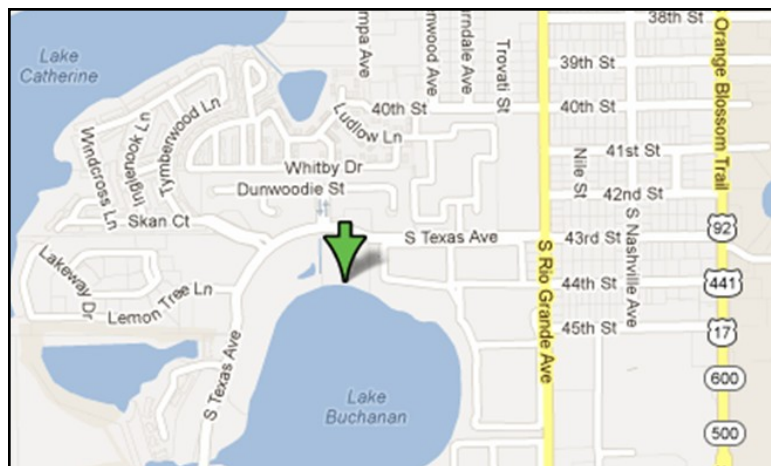 38th St
S Orange Blossom Trail
Lake
Catherine
39th St
Trovati St
40th St
40th St
Ludlow Ln
Tymberwood Ln
Inglenook Ln
Windcross Ln
41st St
Whitby Dr
Nile St
Dunwoodie St
42nd St
S Nashville Ave
Skan Ct
S Texas Ave
43rd St
92
S Rio Grande Ave
Lakeway Dr
Lemon Tree Ln
44th St
441
45th St
17
S Texas Ave
600
Lake
Buchanan
500